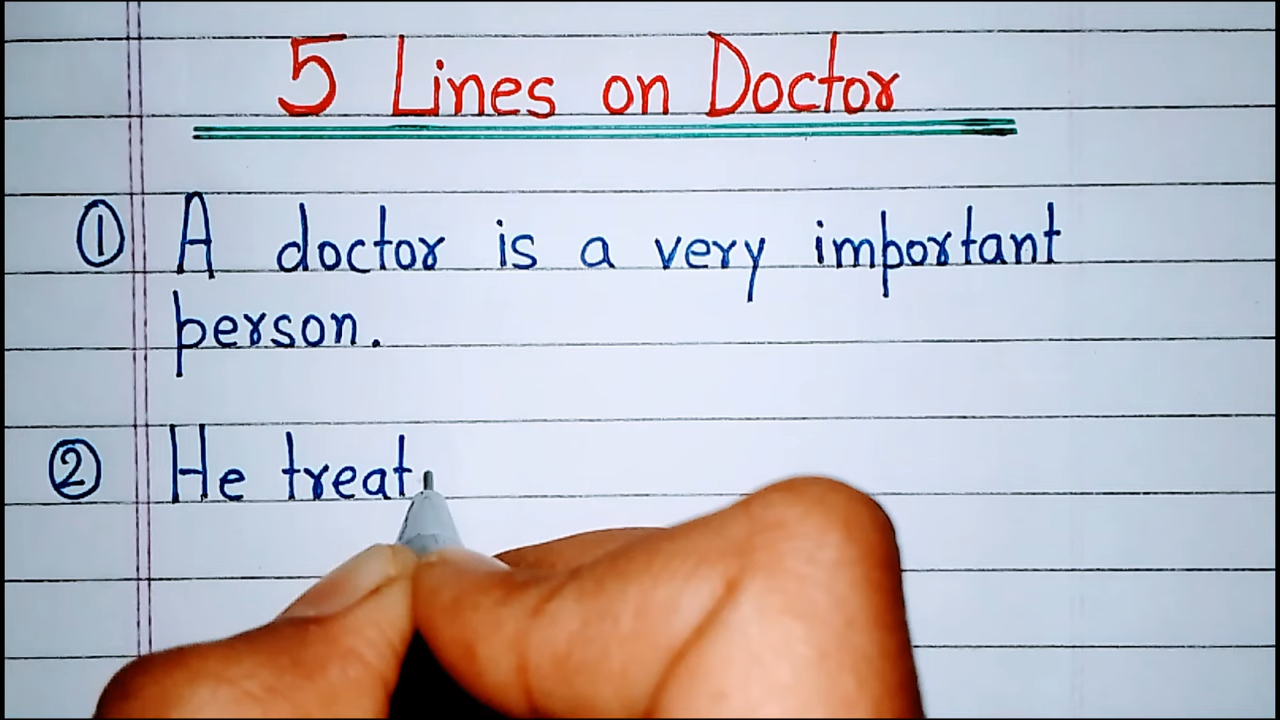 5 Lines on Doctor
① A doctor is a very important
person.
② He treat